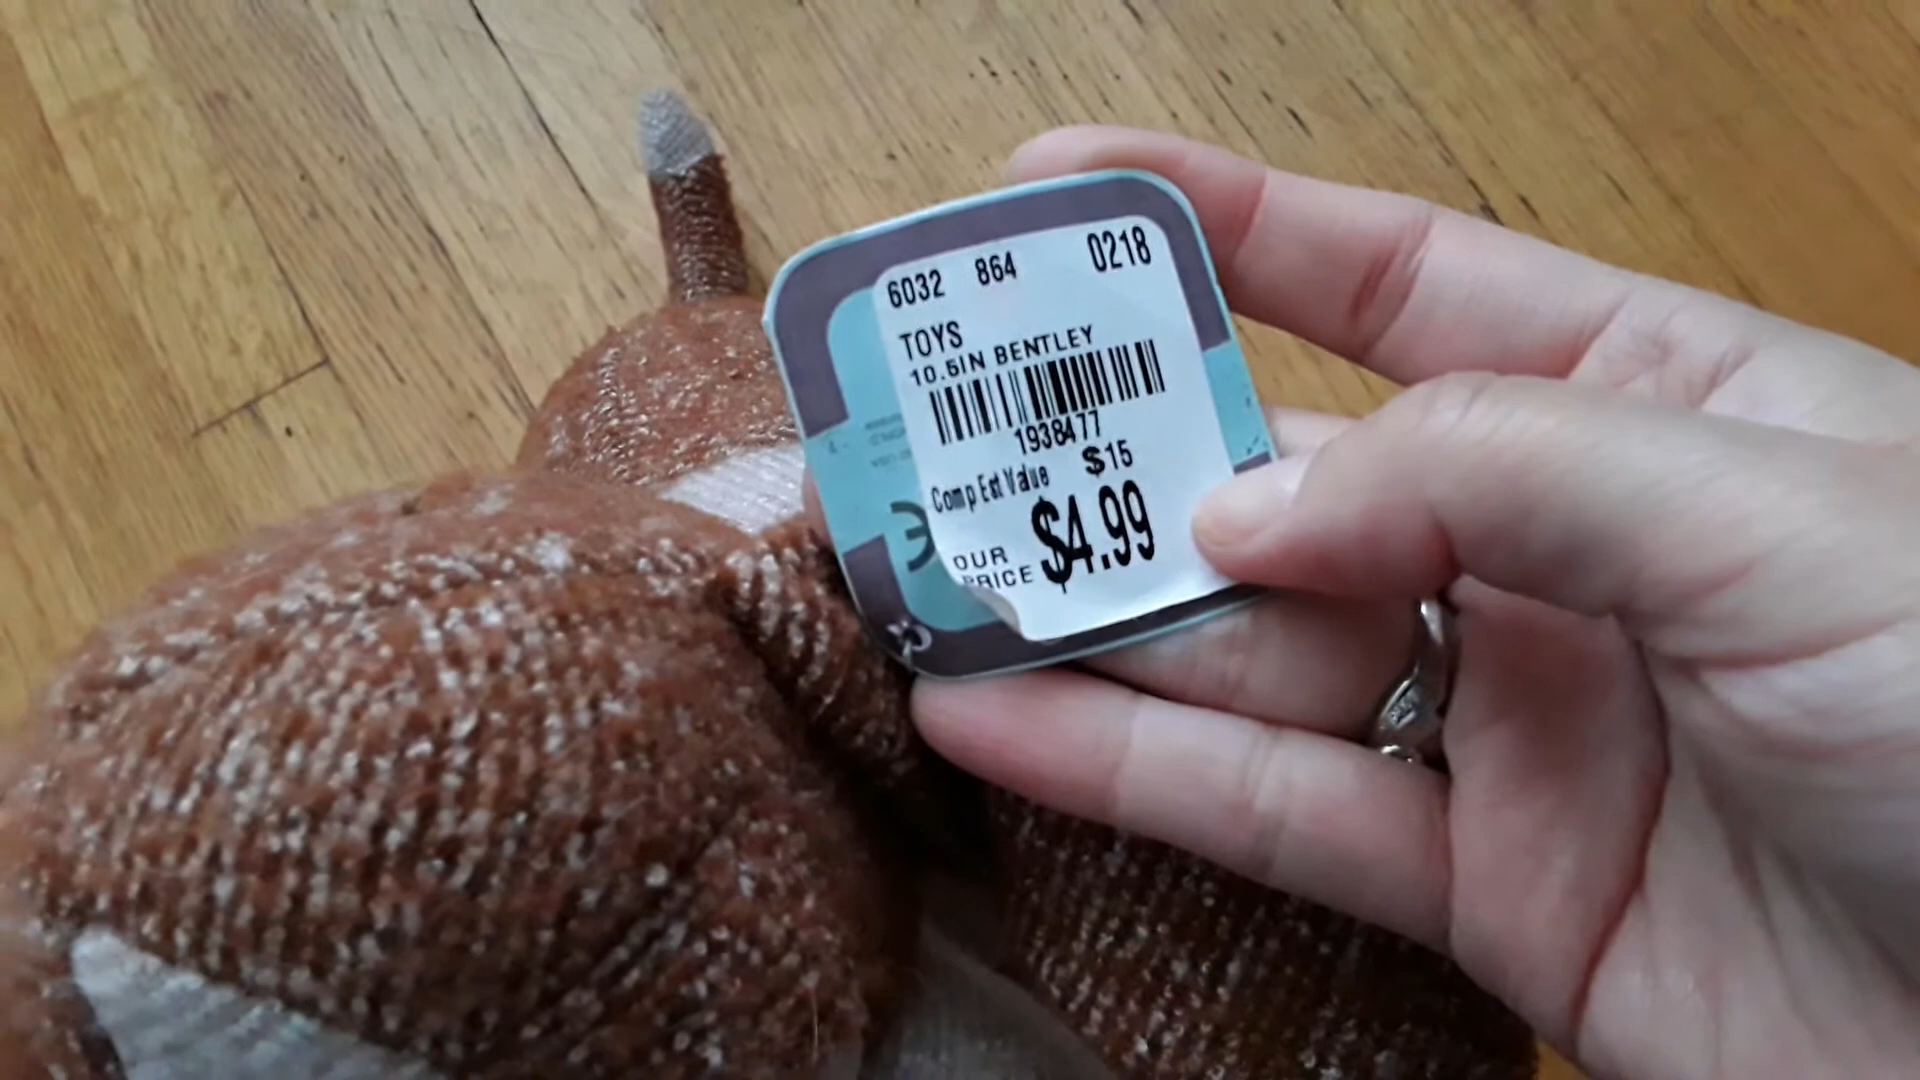 6032 864 0218
TOYS
10.5IN BENTLEY
1938477
Comp Est Value $15
OUR
PRICE $4.99